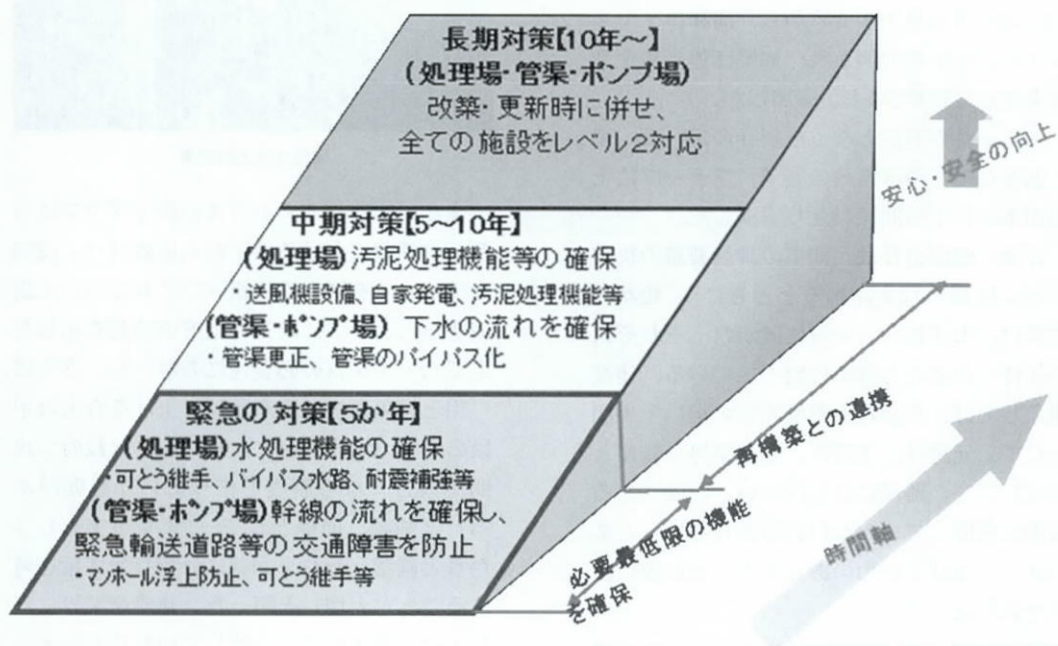 長期対策【10年~】
(処理場・管渠・ポンプ場)
改築・更新時に併せ、
全ての施設をレベル2対応
中期対策【5~10年】
(処理場)汚泥処理機能等の確保
・送風機設備、自家発電、汚泥処理機能等
(管渠・ポンプ場) 下水の流れを確保
・管渠更正、管渠のバイパス化
緊急の対策【5か年】
(処理場)水処理機能の確保
・可とう継手、バイパス水路、耐震補強等
(管渠・ポンプ場)幹線の流れを確保し、
緊急輸送道路等の交通障害を防止
・マンホール浮上防止、可とう継手等
安心・安全の向上
再構築との連携
必要最低限の機能
を確保
時間軸